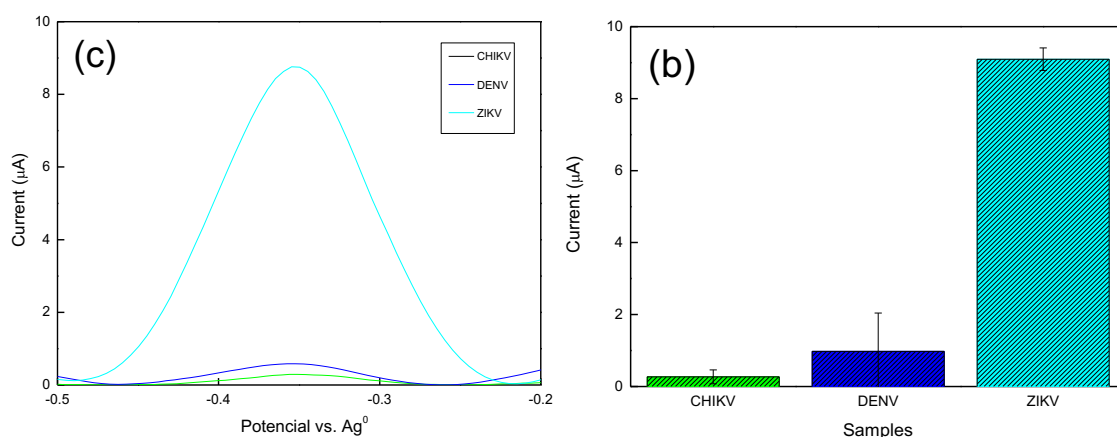 (c)
CHIKV
DENV
ZIKV
10
8
6
4
2
0
Current (μA)
-0.5
-0.4
-0.3
-0.2
Potencial vs. Ag⁰
(b)
10
8
6
4
2
0
Current (μA)
CHIKV
DENV
ZIKV
Samples